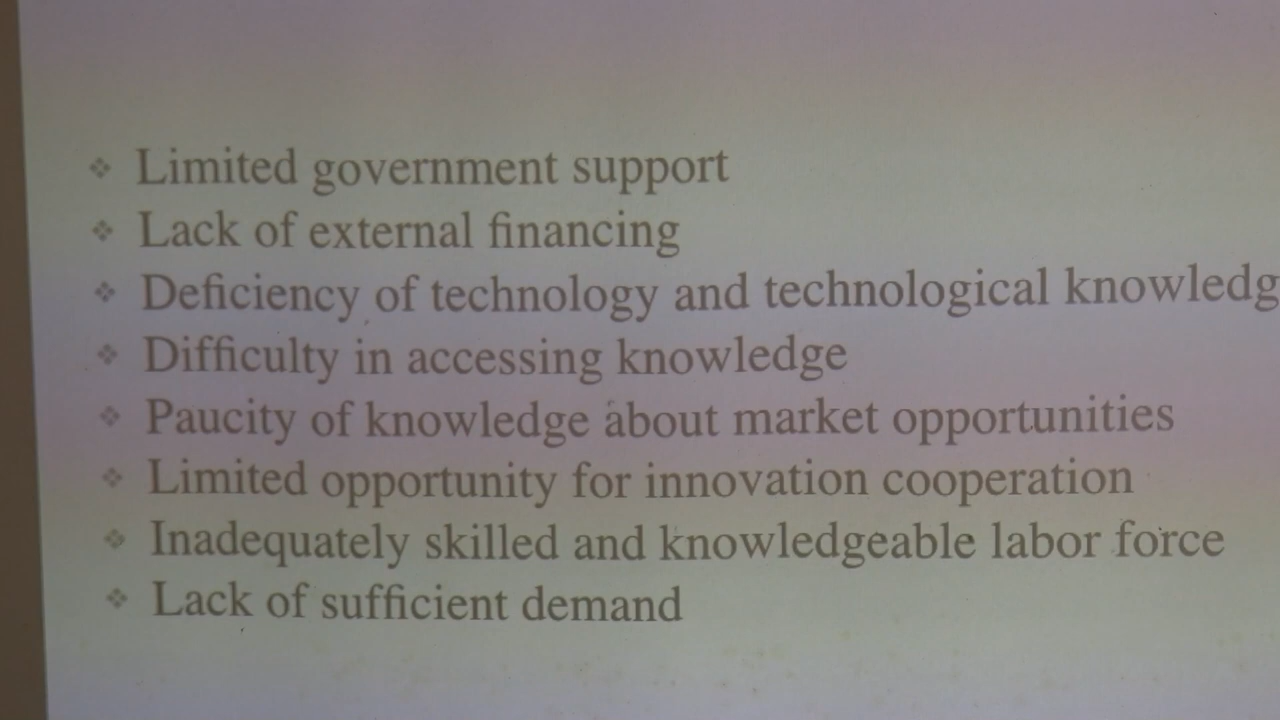 ❖ Limited government support
❖ Lack of external financing
❖ Deficiency of technology and technological knowledg
❖ Difficulty in accessing knowledge
❖ Paucity of knowledge about market opportunities
❖ Limited opportunity for innovation cooperation
❖ Inadequately skilled and knowledgeable labor force
❖ Lack of sufficient demand